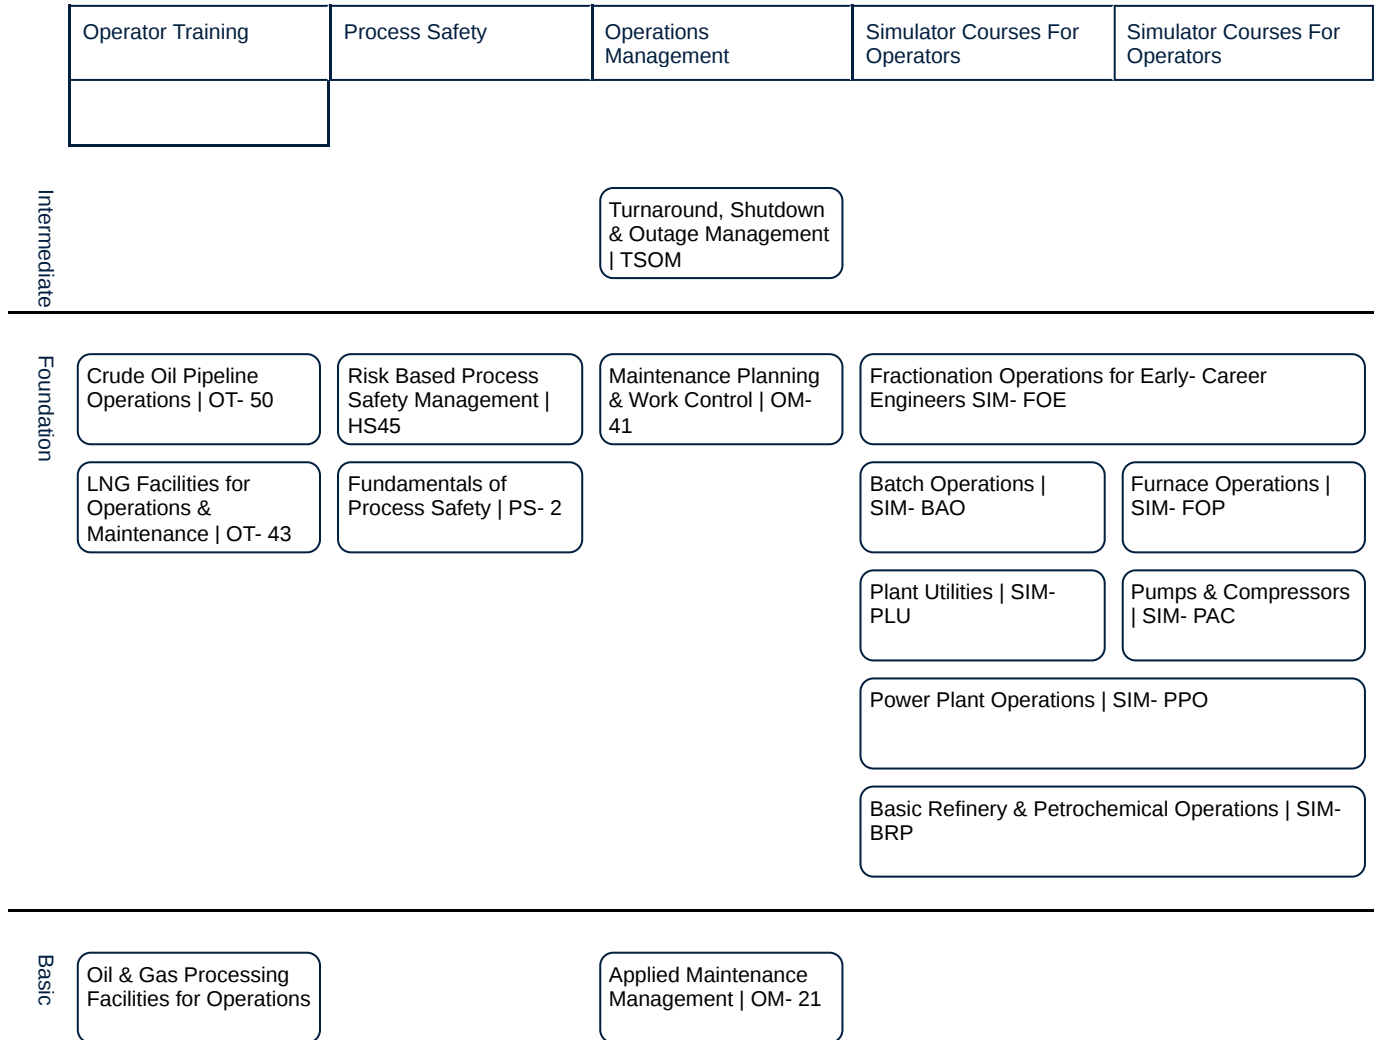 Operator Training
Process Safety
Operations
Management
Simulator Courses For
Operators
Simulator Courses For
Operators
Intermediate
Turnaround, Shutdown
& Outage Management
| TSOM
Foundation
Crude Oil Pipeline
Operations | OT- 50
Risk Based Process
Safety Management |
HS45
Maintenance Planning
& Work Control | OM-
41
Fractionation Operations for Early- Career
Engineers SIM- FOE
LNG Facilities for
Operations &
Maintenance | OT- 43
Fundamentals of
Process Safety | PS- 2
Batch Operations |
SIM- BAO
Furnace Operations |
SIM- FOP
Plant Utilities | SIM-
PLU
Pumps & Compressors
| SIM- PAC
Power Plant Operations | SIM- PPO
Basic Refinery & Petrochemical Operations | SIM-
BRP
Basic
Oil & Gas Processing
Facilities for Operations
Applied Maintenance
Management | OM- 21